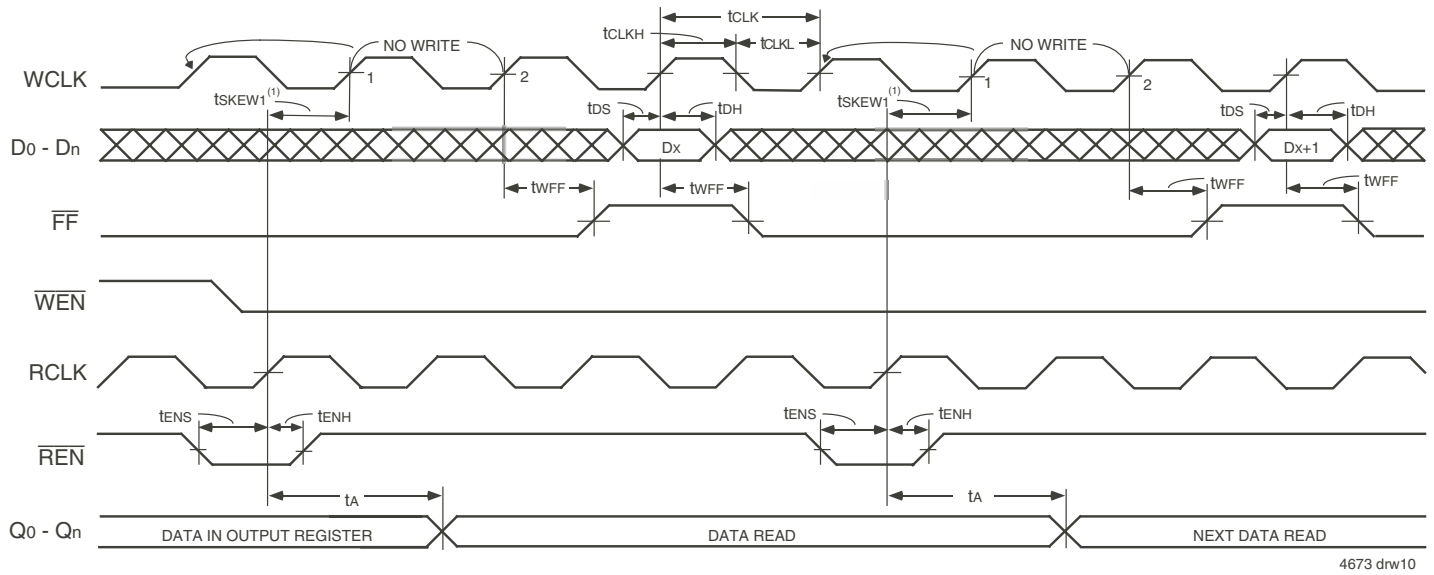 tCLK
NO WRITE tCLKH tCLKL NO WRITE
WCLK 1 2 1 2
tSKEW1(1) tDS tDH tSKEW1(1) tDS tDH
D0 - Dn DX DX+1
tWFF tWFF tWFF tWFF
FF
WEN
RCLK
tENS tENH tENS tENH
REN
tA tA
Q0 - Qn DATA IN OUTPUT REGISTER DATA READ NEXT DATA READ
4673 drw10